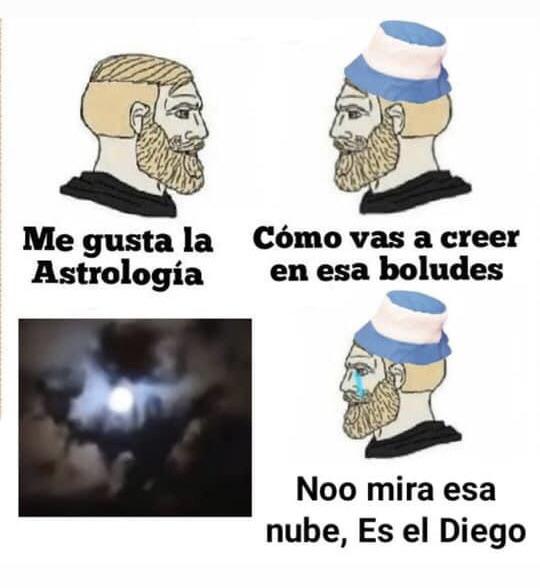 Me gusta la
Astrología
Cómo vas a creer
en esa boludes
Noo mira esa
nube, Es el Diego